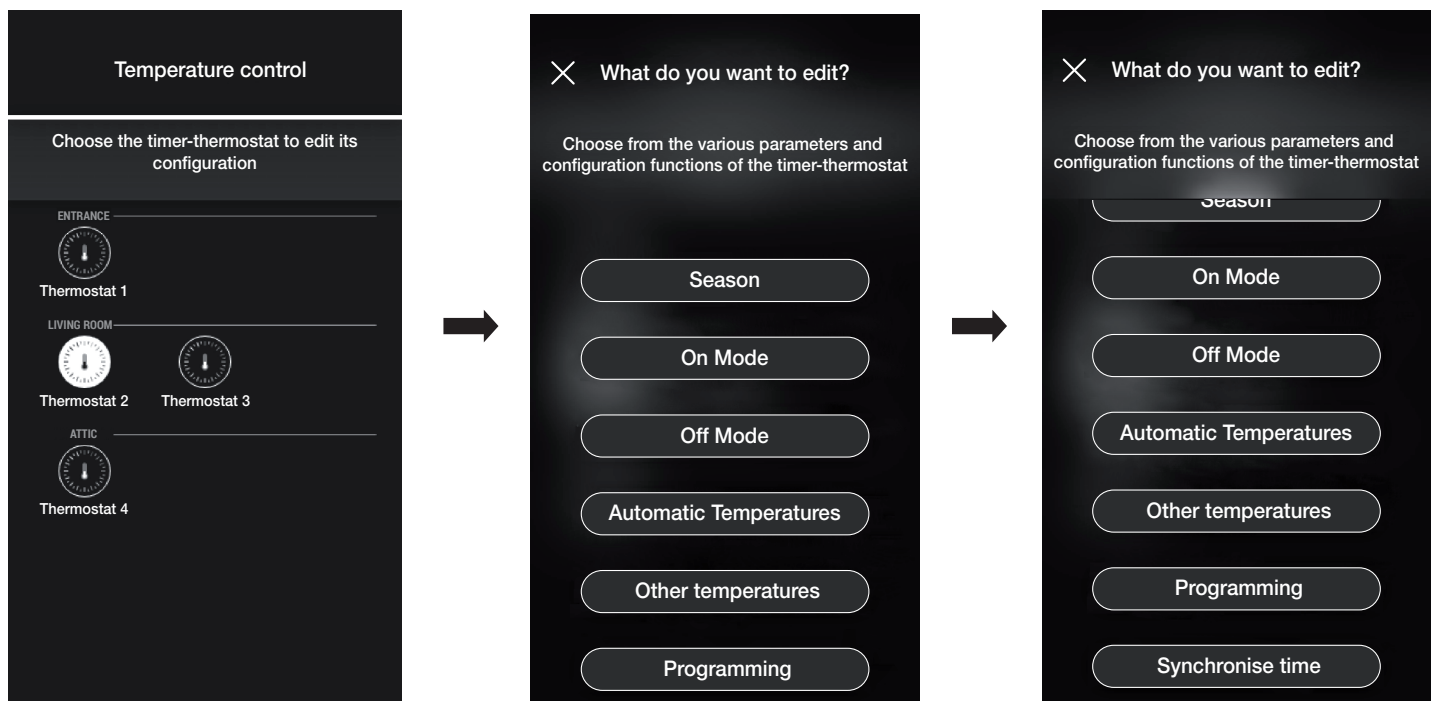 Temperature control
Choose the timer-thermostat to edit its
configuration
ENTRANCE
Thermostat 1
LIVING ROOM
Thermostat 2
Thermostat 3
ATTIC
Thermostat 4
What do you want to edit?
Choose from the various parameters and
configuration functions of the timer-thermostat
Season
On Mode
Off Mode
Automatic Temperatures
Other temperatures
Programming
What do you want to edit?
Choose from the various parameters and
configuration functions of the timer-thermostat
Season
On Mode
Off Mode
Automatic Temperatures
Other temperatures
Programming
Synchronise time